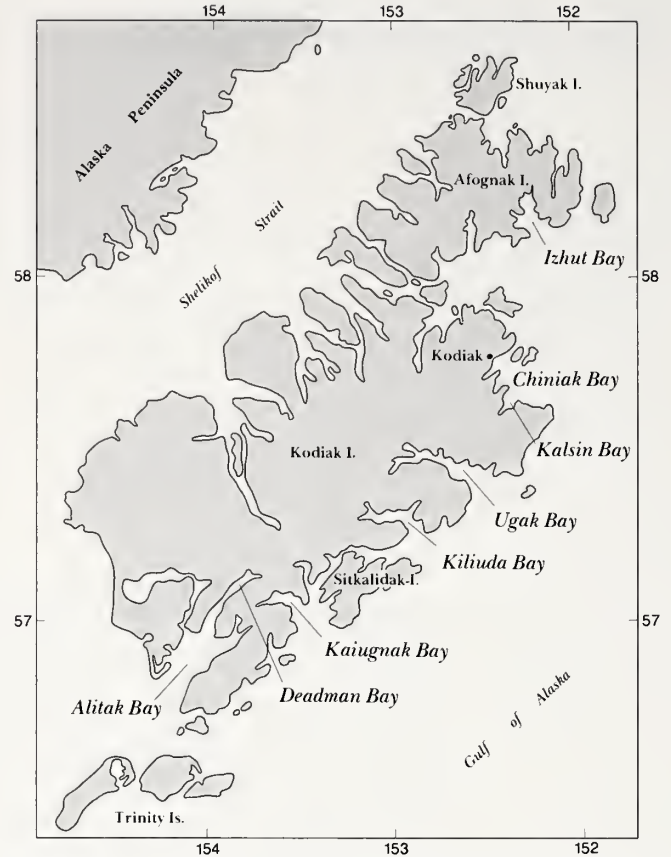 154 153 152
Shuyak I.
Alaska Peninsula
Afognak I.
Strait
Izhut Bay
58 58
Shelikof
Kodiak
Chiniak Bay
Kalsin Bay
Kodiak I.
Ugak Bay
Kiliuda Bay
Sitkalidak I.
57 57
Kaiugnak Bay
Deadman Bay
Alitak Bay
Gulf of Alaska
Trinity Is.
154 153 152